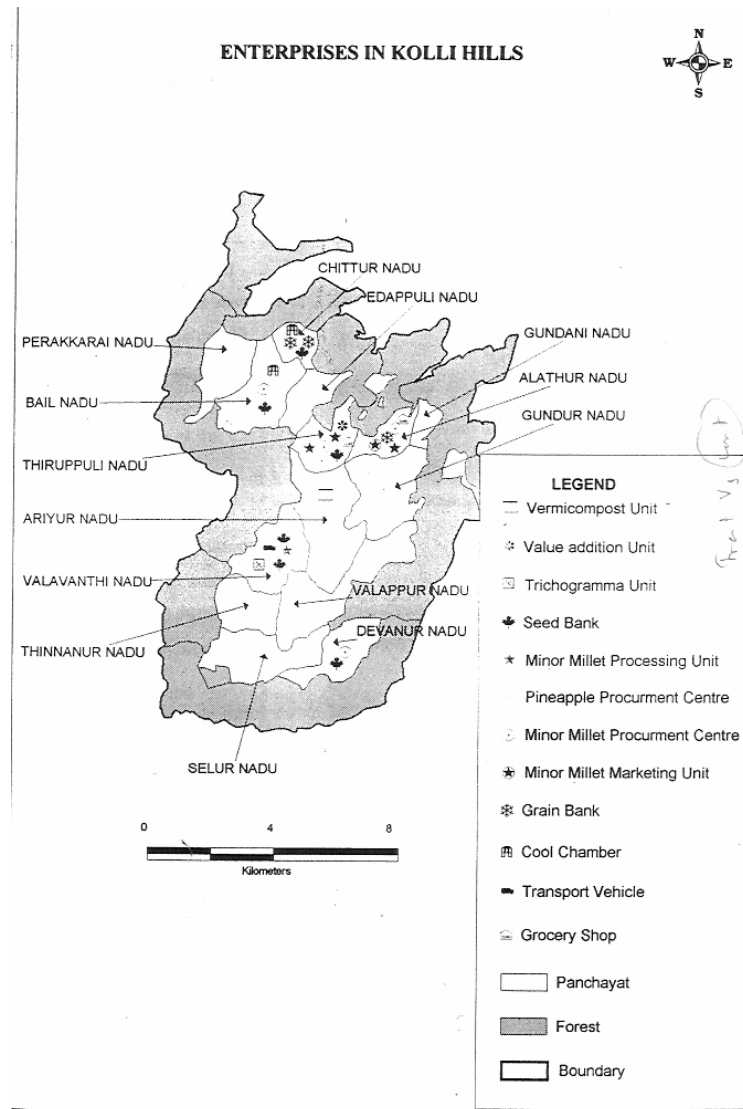 ENTERPRISES IN KOLLI HILLS
N
W E
S
CHITTUR NADU
EDAPPULI NADU
PERAKKARAI NADU
GUNDANI NADU
BAIL NADU
ALATHUR NADU
GUNDUR NADU
THIRUPPULI NADU
ARIYUR NADU
VALAVANTHI NADU
VALAPPUR NADU
THINNANUR NADU
DEVANUR NADU
SELUR NADU
0 4 8
Kilometers
LEGEND
Vermicompost Unit
Value addition Unit
Trichogramma Unit
Seed Bank
Minor Millet Processing Unit
Pineapple Procurment Centre
Minor Millet Procurment Centre
Minor Millet Marketing Unit
Grain Bank
Cool Chamber
Transport Vehicle
Grocery Shop
Panchayat
Forest
Boundary